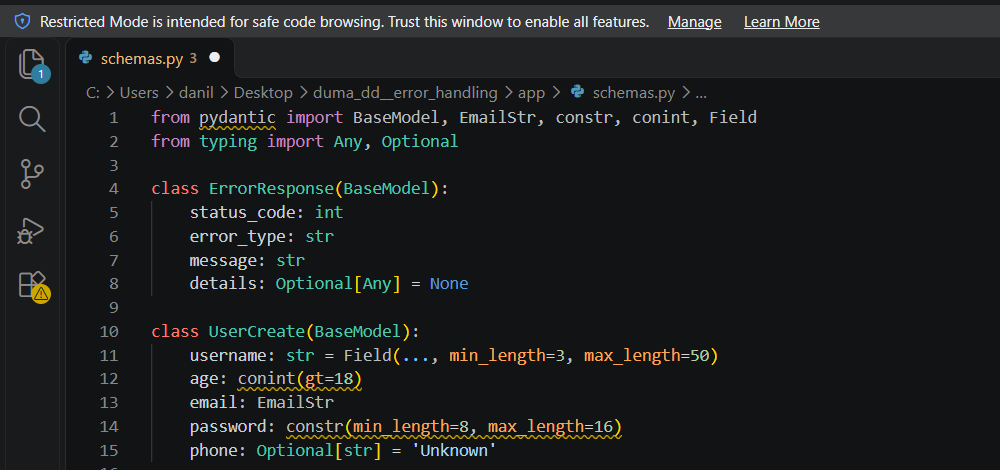 Restricted Mode is intended for safe code browsing. Trust this window to enable all features. Manage Learn More
1
schemas.py 3
C: > Users > danil > Desktop > duma_dd__error_handling > app > schemas.py > ...
1 from pydantic import BaseModel, EmailStr, constr, conint, Field
2 from typing import Any, Optional
3
4 class ErrorResponse(BaseModel):
5     status_code: int
6     error_type: str
7     message: str
8     details: Optional[Any] = None
9
10 class UserCreate(BaseModel):
11     username: str = Field(..., min_length=3, max_length=50)
12     age: conint(gt=18)
13     email: EmailStr
14     password: constr(min_length=8, max_length=16)
15     phone: Optional[str] = 'Unknown'